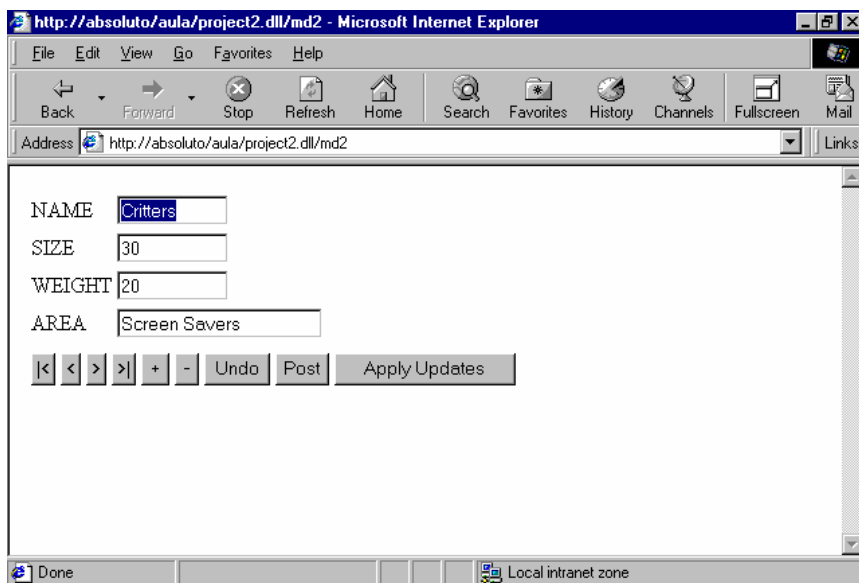 http://absoluto/aula/project2.dll/md2 - Microsoft Internet Explorer
File Edit View Go Favorites Help
Back Forward Stop Refresh Home Search Favorites History Channels Fullscreen Mail
Address http://absoluto/aula/project2.dll/md2 Links
NAME Critters
SIZE 30
WEIGHT 20
AREA Screen Savers
|< < > >| + - Undo Post Apply Updates
Done Local intranet zone